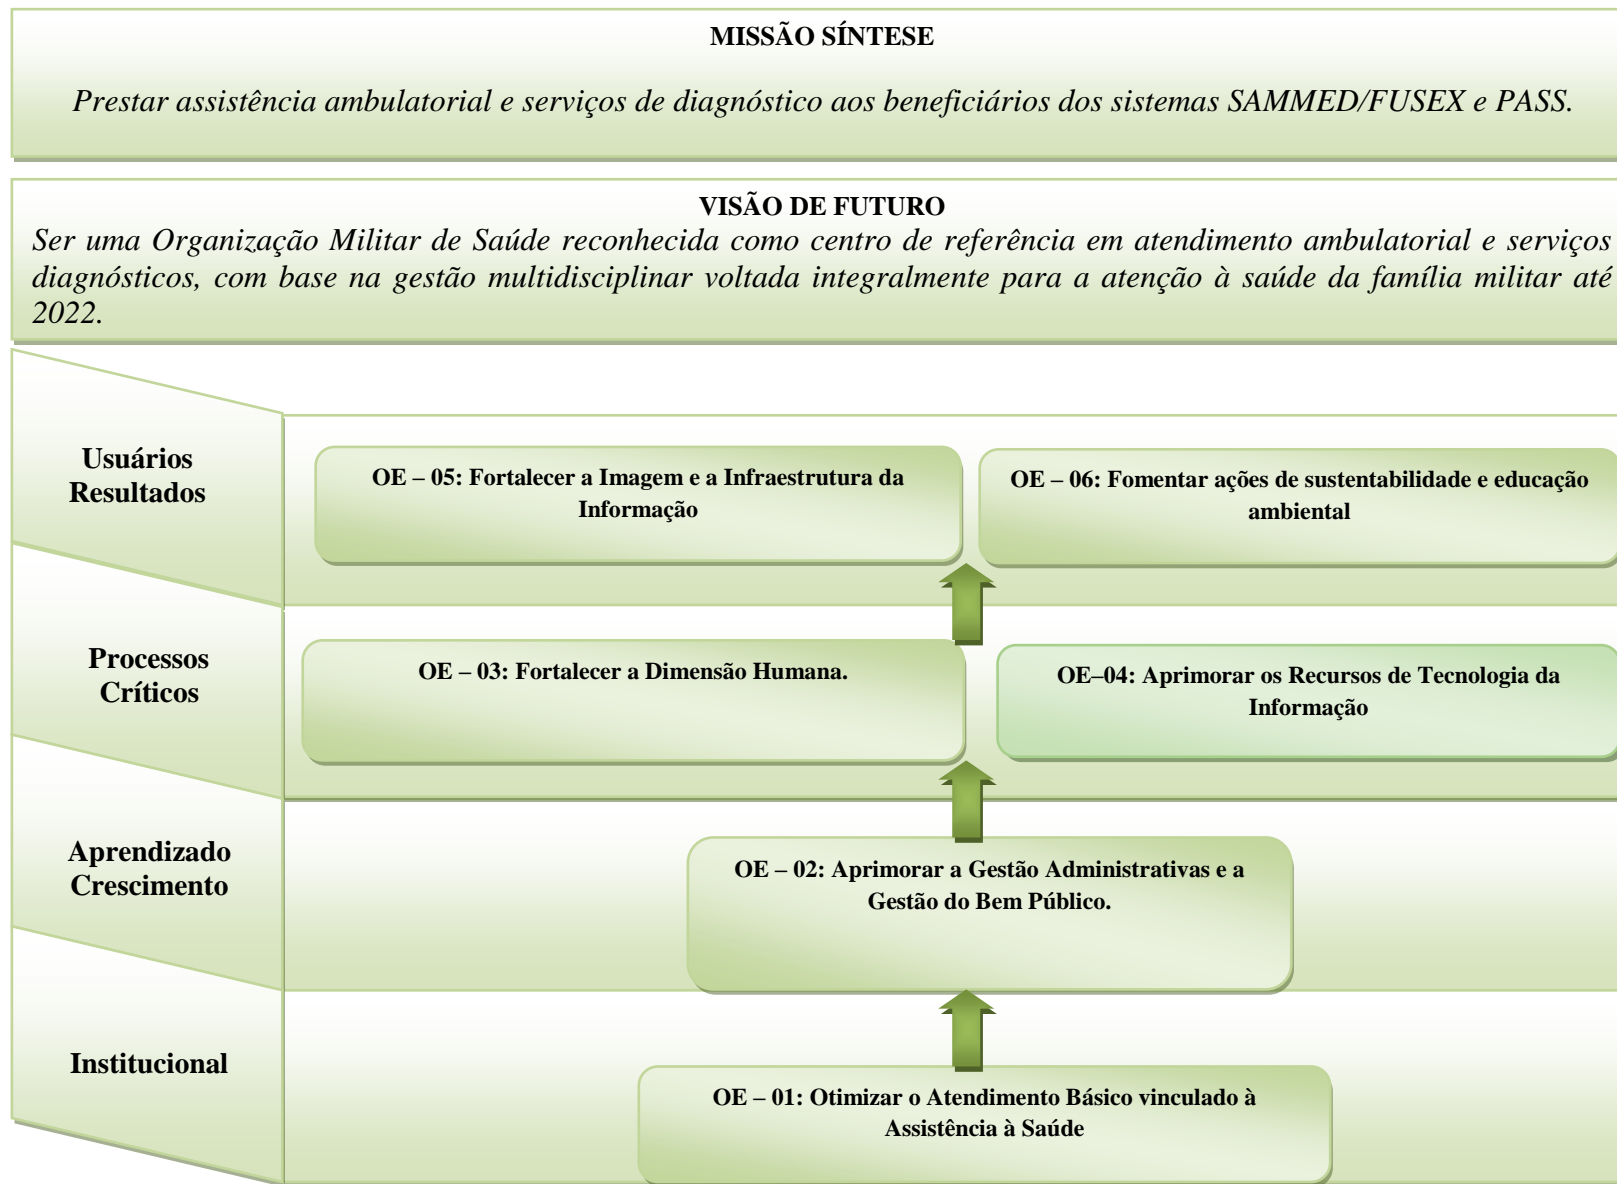 MISSÃO SÍNTESE
Prestar assistência ambulatorial e serviços de diagnóstico aos beneficiários dos sistemas SAMMED/FUSEX e PASS.
VISÃO DE FUTURO
Ser uma Organização Militar de Saúde reconhecida como centro de referência em atendimento ambulatorial e serviços
diagnósticos, com base na gestão multidisciplinar voltada integralmente para a atenção à saúde da família militar até
2022.
Usuários
Resultados
OE – 05: Fortalecer a Imagem e a Infraestrutura da
Informação
OE – 06: Fomentar ações de sustentabilidade e educação
ambiental
Processos
Críticos
OE – 03: Fortalecer a Dimensão Humana.
OE–04: Aprimorar os Recursos de Tecnologia da
Informação
Aprendizado
Crescimento
OE – 02: Aprimorar a Gestão Administrativas e a
Gestão do Bem Público.
Institucional
OE – 01: Otimizar o Atendimento Básico vinculado à
Assistência à Saúde